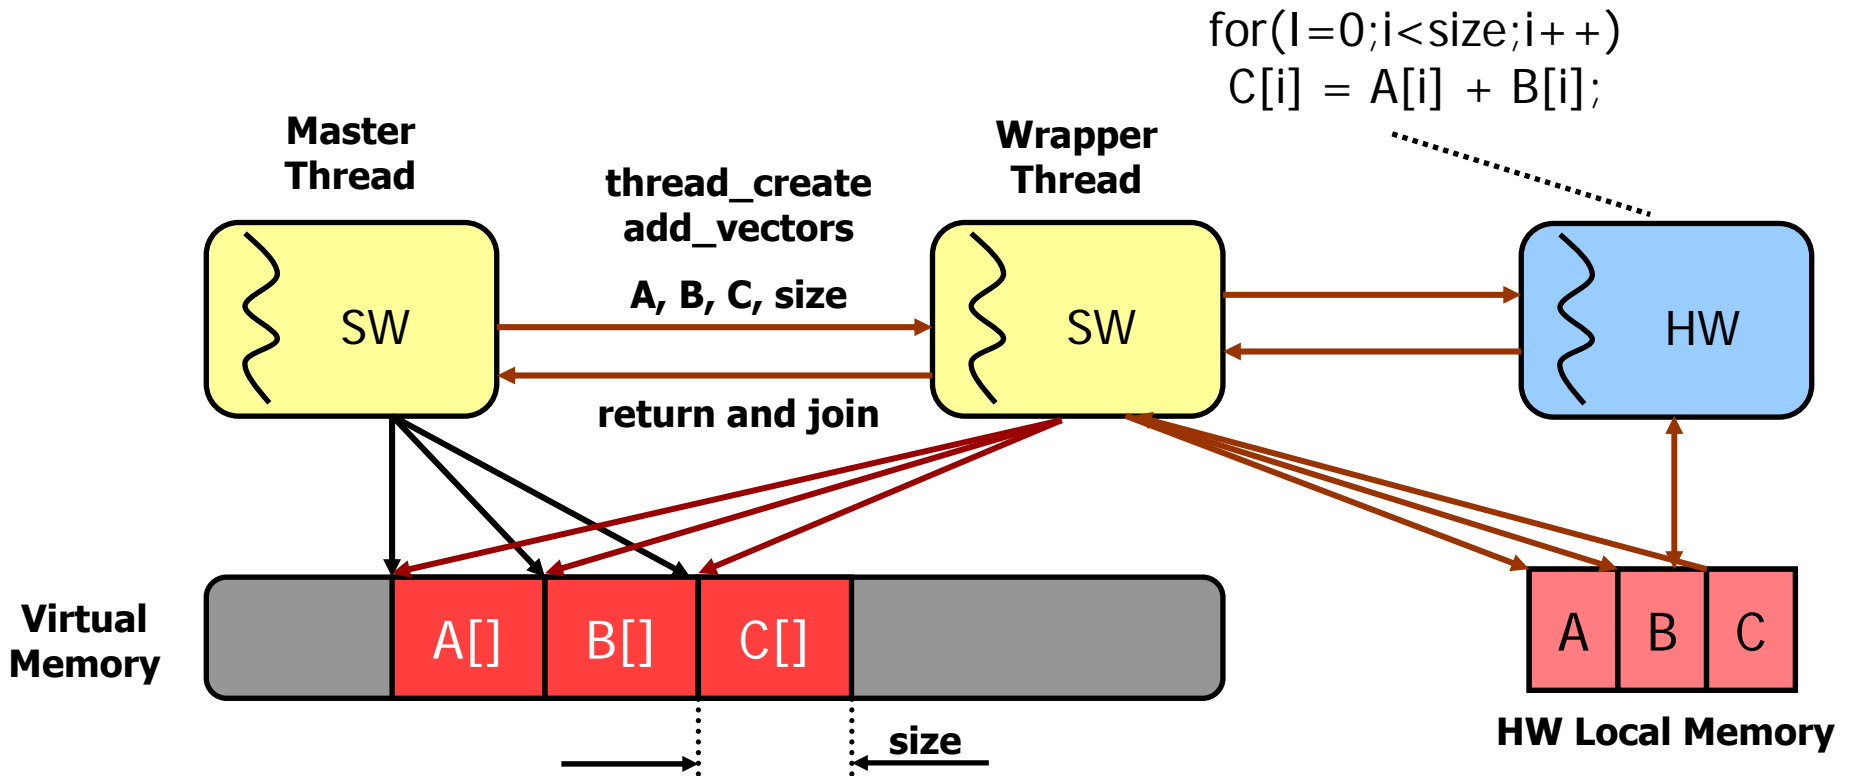 for(I=0;i<size;i++)
C[i] = A[i] + B[i];
Master
Thread
thread_create
add_vectors
A, B, C, size
return and join
Wrapper
Thread
SW
SW
HW
Virtual
Memory
A[]
B[]
C[]
size
A
B
C
HW Local Memory